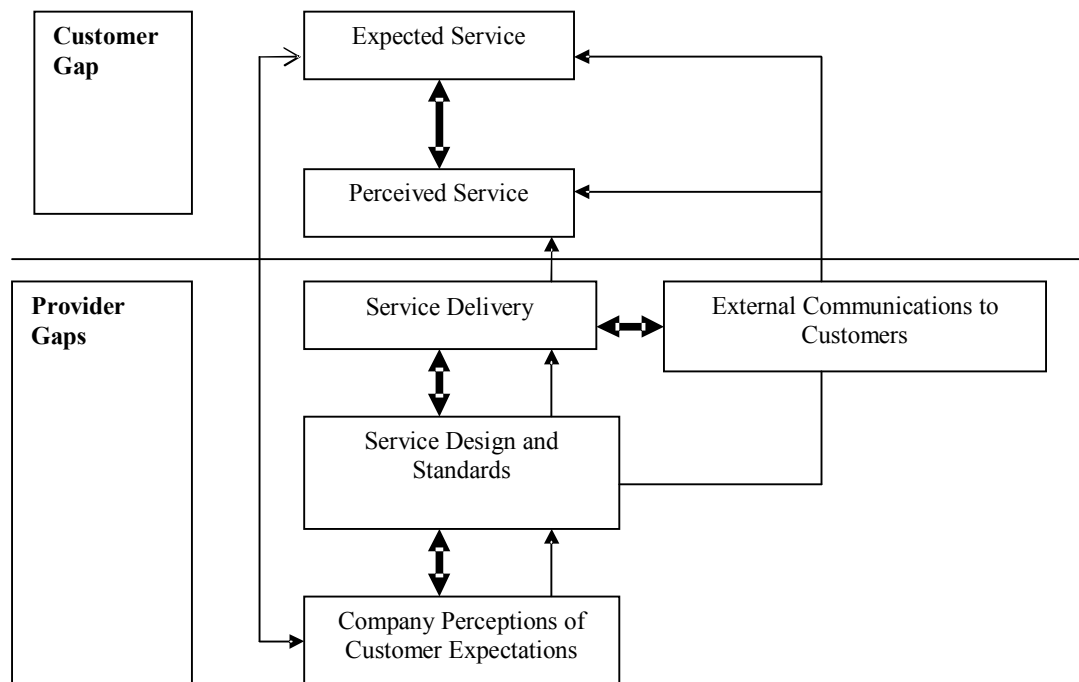 Customer
Gap
Expected Service
Perceived Service
Provider
Gaps
Service Delivery
External Communications to
Customers
Service Design and
Standards
Company Perceptions of
Customer Expectations